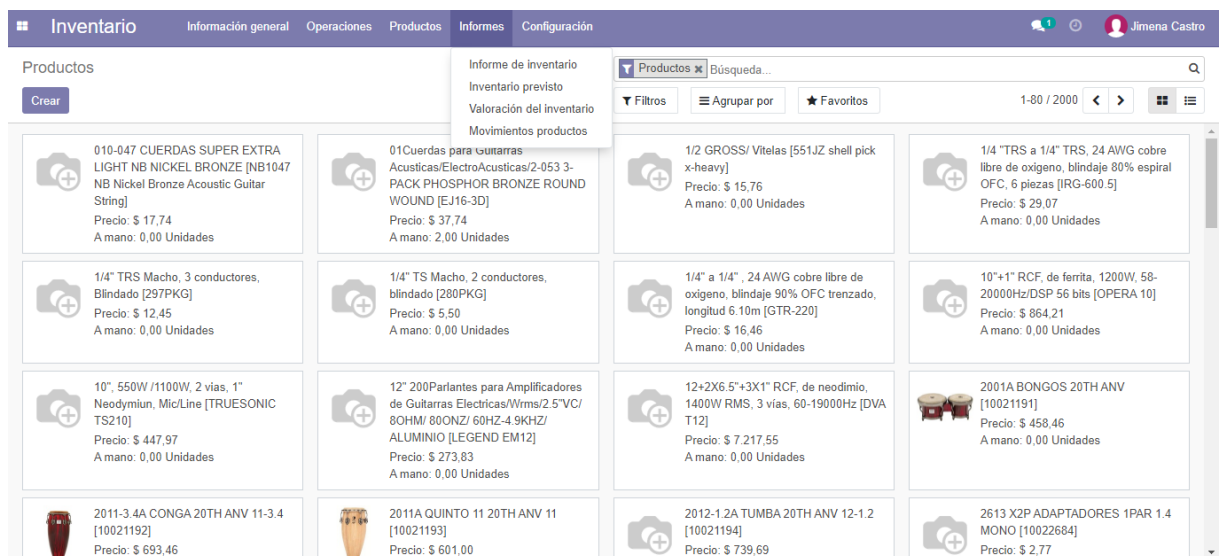 Inventario
Información general
Operaciones
Productos
Informes
Configuración
1
Jimena Castro
Productos
Informe de inventario
Inventario previsto
Valoración del inventario
Movimientos productos
Productos
Búsqueda...
Crear
Filtros
Agrupar por
Favoritos
1-80 / 2000
010-047 CUERDAS SUPER EXTRA
LIGHT NB NICKEL BRONZE [NB1047
NB Nickel Bronze Acoustic Guitar
String]
Precio: $ 17,74
A mano: 0,00 Unidades
01Cuerdas para Guitarras
Acusticas/ElectroAcusticas/2-053 3-
PACK PHOSPHOR BRONZE ROUND
WOUND [EJ16-3D]
Precio: $ 37,74
A mano: 2,00 Unidades
1/2 GROSS/ Vitelas [551JZ shell pick
x-heavy]
Precio: $ 15,76
A mano: 0,00 Unidades
1/4 "TRS a 1/4" TRS, 24 AWG cobre
libre de oxigeno, blindaje 80% espiral
OFC, 6 piezas [IRG-600.5]
Precio: $ 29,07
A mano: 0,00 Unidades
1/4" TRS Macho, 3 conductores,
Blindado [297PKG]
Precio: $ 12,45
A mano: 0,00 Unidades
1/4" TS Macho, 2 conductores,
blindado [280PKG]
Precio: $ 5,50
A mano: 0,00 Unidades
1/4" a 1/4" , 24 AWG cobre libre de
oxigeno, blindaje 90% OFC trenzado,
longitud 6.10m [GTR-220]
Precio: $ 16,46
A mano: 0,00 Unidades
10"+1" RCF, de ferrita, 1200W, 58-
20000Hz/DSP 56 bits [OPERA 10]
Precio: $ 864,21
A mano: 0,00 Unidades
10", 550W /1100W, 2 vias, 1"
Neodymiun, Mic/Line [TRUESONIC
TS210]
Precio: $ 447,97
A mano: 0,00 Unidades
12" 200Parlantes para Amplificadores
de Guitarras Electricas/Wrms/2.5"VC/
8OHM/ 80ONZ/ 60HZ-4.9KHZ/
ALUMINIO [LEGEND EM12]
Precio: $ 273,83
A mano: 0,00 Unidades
12+2X6.5"+3X1" RCF, de neodimio,
1400W RMS, 3 vías, 60-19000Hz [DVA
T12]
Precio: $ 7.217,55
A mano: 0,00 Unidades
2001A BONGOS 20TH ANV
[10021191]
Precio: $ 458,46
A mano: 0,00 Unidades
2011-3.4A CONGA 20TH ANV 11-3.4
[10021192]
Precio: $ 693,46
2011A QUINTO 11 20TH ANV 11
[10021193]
Precio: $ 601,00
2012-1.2A TUMBA 20TH ANV 12-1.2
[10021194]
Precio: $ 739,69
2613 X2P ADAPTADORES 1PAR 1.4
MONO [10022684]
Precio: $ 2,77